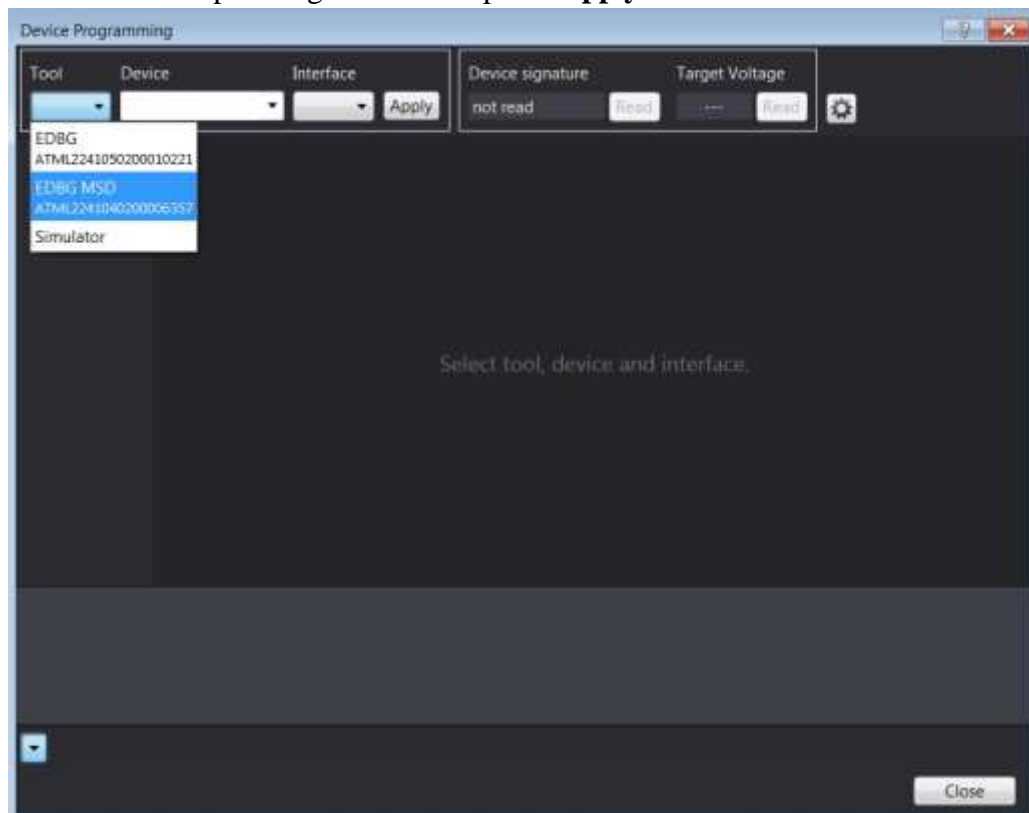 Device Programming
Tool Device Interface Device signature Target Voltage
Apply not read Read --- Read
EDBG
ATML2241050200010221
EDBG MSD
ATML2241040200006357
Simulator
Select tool, device and interface.
Close